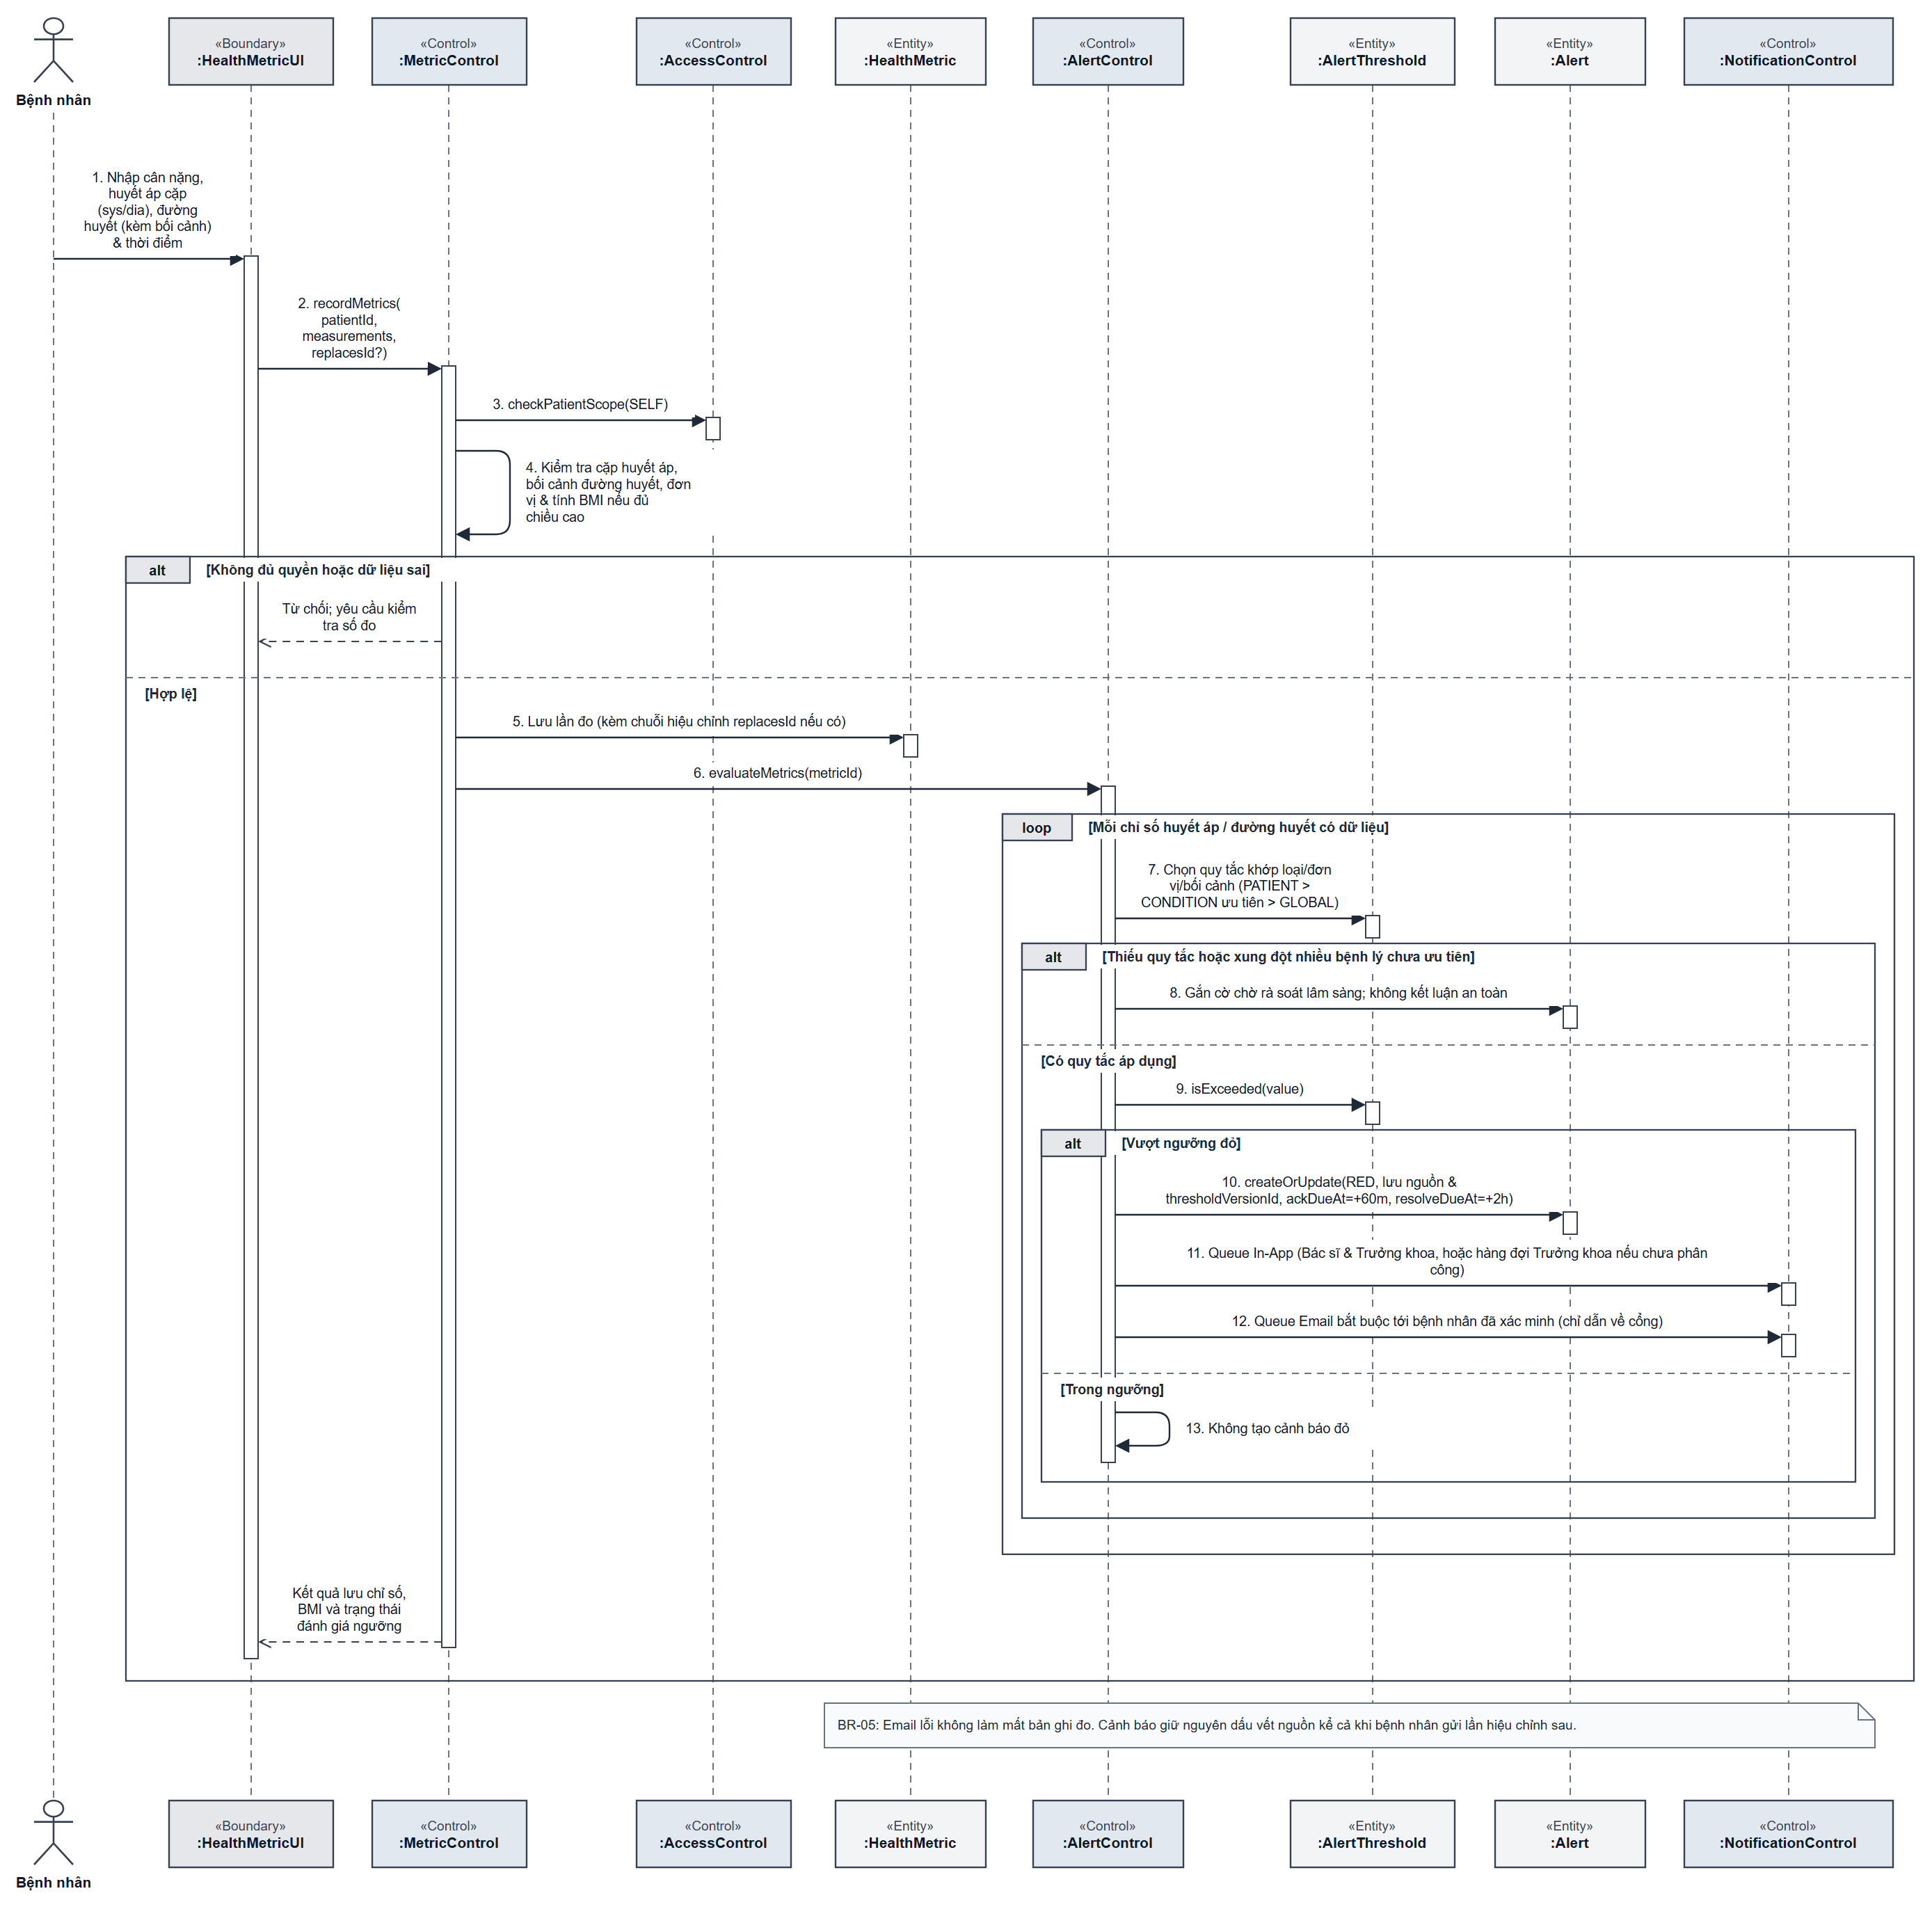 «Boundary»
:HealthMetricUI
«Control»
:MetricControl
«Control»
:AccessControl
«Entity»
:HealthMetric
«Control»
:AlertControl
«Entity»
:AlertThreshold
«Entity»
:Alert
«Control»
:NotificationControl
Bệnh nhân
1. Nhập cân nặng,
huyết áp cặp
(sys/dia), đường
huyết (kèm bối cảnh)
& thời điểm
2. recordMetrics(
patientId,
measurements,
replacesId?)
3. checkPatientScope(SELF)
4. Kiểm tra cặp huyết áp,
bối cảnh đường huyết, đơn
vị & tính BMI nếu đủ
chiều cao
alt
[Không đủ quyền hoặc dữ liệu sai]
Từ chối; yêu cầu kiểm
tra số đo
[Hợp lệ]
5. Lưu lần đo (kèm chuỗi hiệu chỉnh replacesId nếu có)
6. evaluateMetrics(metricId)
loop
[Mỗi chỉ số huyết áp / đường huyết có dữ liệu]
7. Chọn quy tắc khớp loại/đơn
vị/bối cảnh (PATIENT >
CONDITION ưu tiên > GLOBAL)
alt
[Thiếu quy tắc hoặc xung đột nhiều bệnh lý chưa ưu tiên]
8. Gắn cờ chờ rà soát lâm sàng; không kết luận an toàn
[Có quy tắc áp dụng]
9. isExceeded(value)
alt
[Vượt ngưỡng đỏ]
10. createOrUpdate(RED, lưu nguồn &
thresholdVersionId, ackDueAt=+60m, resolveDueAt=+2h)
11. Queue In-App (Bác sĩ & Trưởng khoa, hoặc hàng đợi Trưởng khoa nếu chưa phân
công)
12. Queue Email bắt buộc tới bệnh nhân đã xác minh (chỉ dẫn về cổng)
[Trong ngưỡng]
13. Không tạo cảnh báo đỏ
Kết quả lưu chỉ số,
BMI và trạng thái
đánh giá ngưỡng
BR-05: Email lỗi không làm mất bản ghi đo. Cảnh báo giữ nguyên dấu vết nguồn kể cả khi bệnh nhân gửi lần hiệu chỉnh sau.
«Boundary»
:HealthMetricUI
«Control»
:MetricControl
«Control»
:AccessControl
«Entity»
:HealthMetric
«Control»
:AlertControl
«Entity»
:AlertThreshold
«Entity»
:Alert
«Control»
:NotificationControl
Bệnh nhân